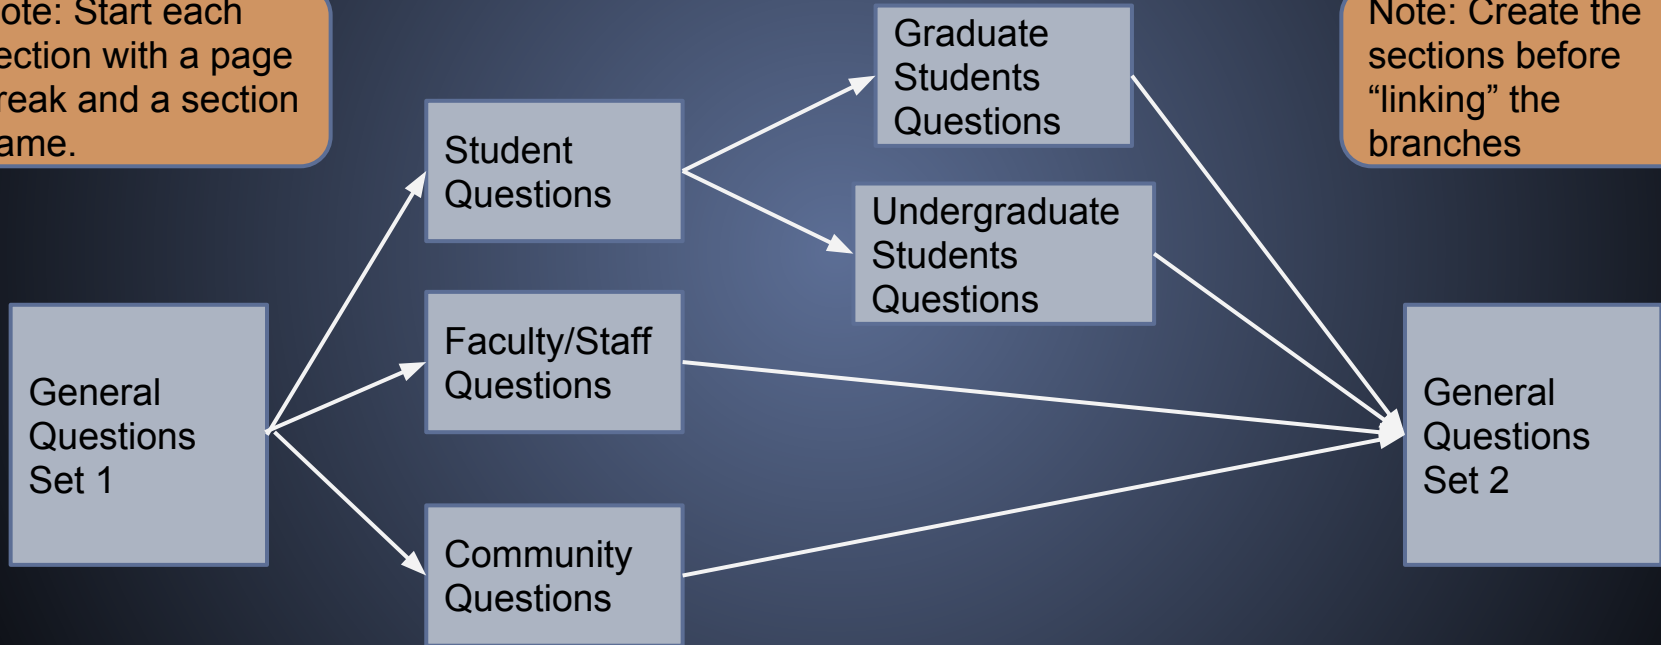 ote: Start each
ection with a page
reak and a section
ame.
Graduate
Students
Questions
Note: Create the
sections before
“linking” the
branches
Student
Questions
Undergraduate
Students
Questions
General
Questions
Set 1
Faculty/Staff
Questions
General
Questions
Set 2
Community
Questions